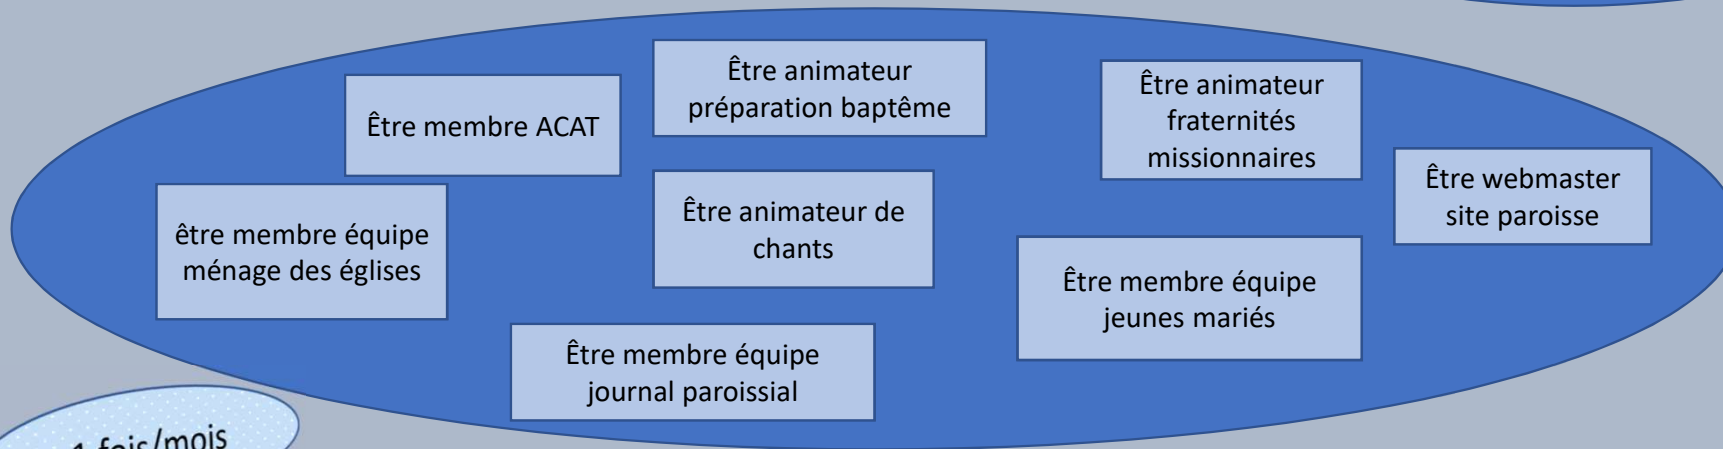 Être animateur
préparation baptême
Être animateur
fraternités
missionnaires
Être membre ACAT
Être webmaster
site paroisse
Être animateur de
chants
être membre équipe
ménage des églises
Être membre équipe
jeunes mariés
Être membre équipe
journal paroissial
1 fois/mois